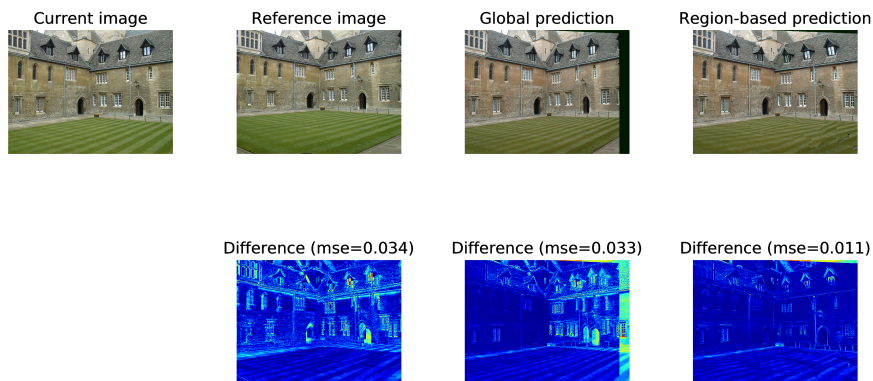 Current image
Reference image
Global prediction
Region-based prediction
Difference (mse=0.034)
Difference (mse=0.033)
Difference (mse=0.011)